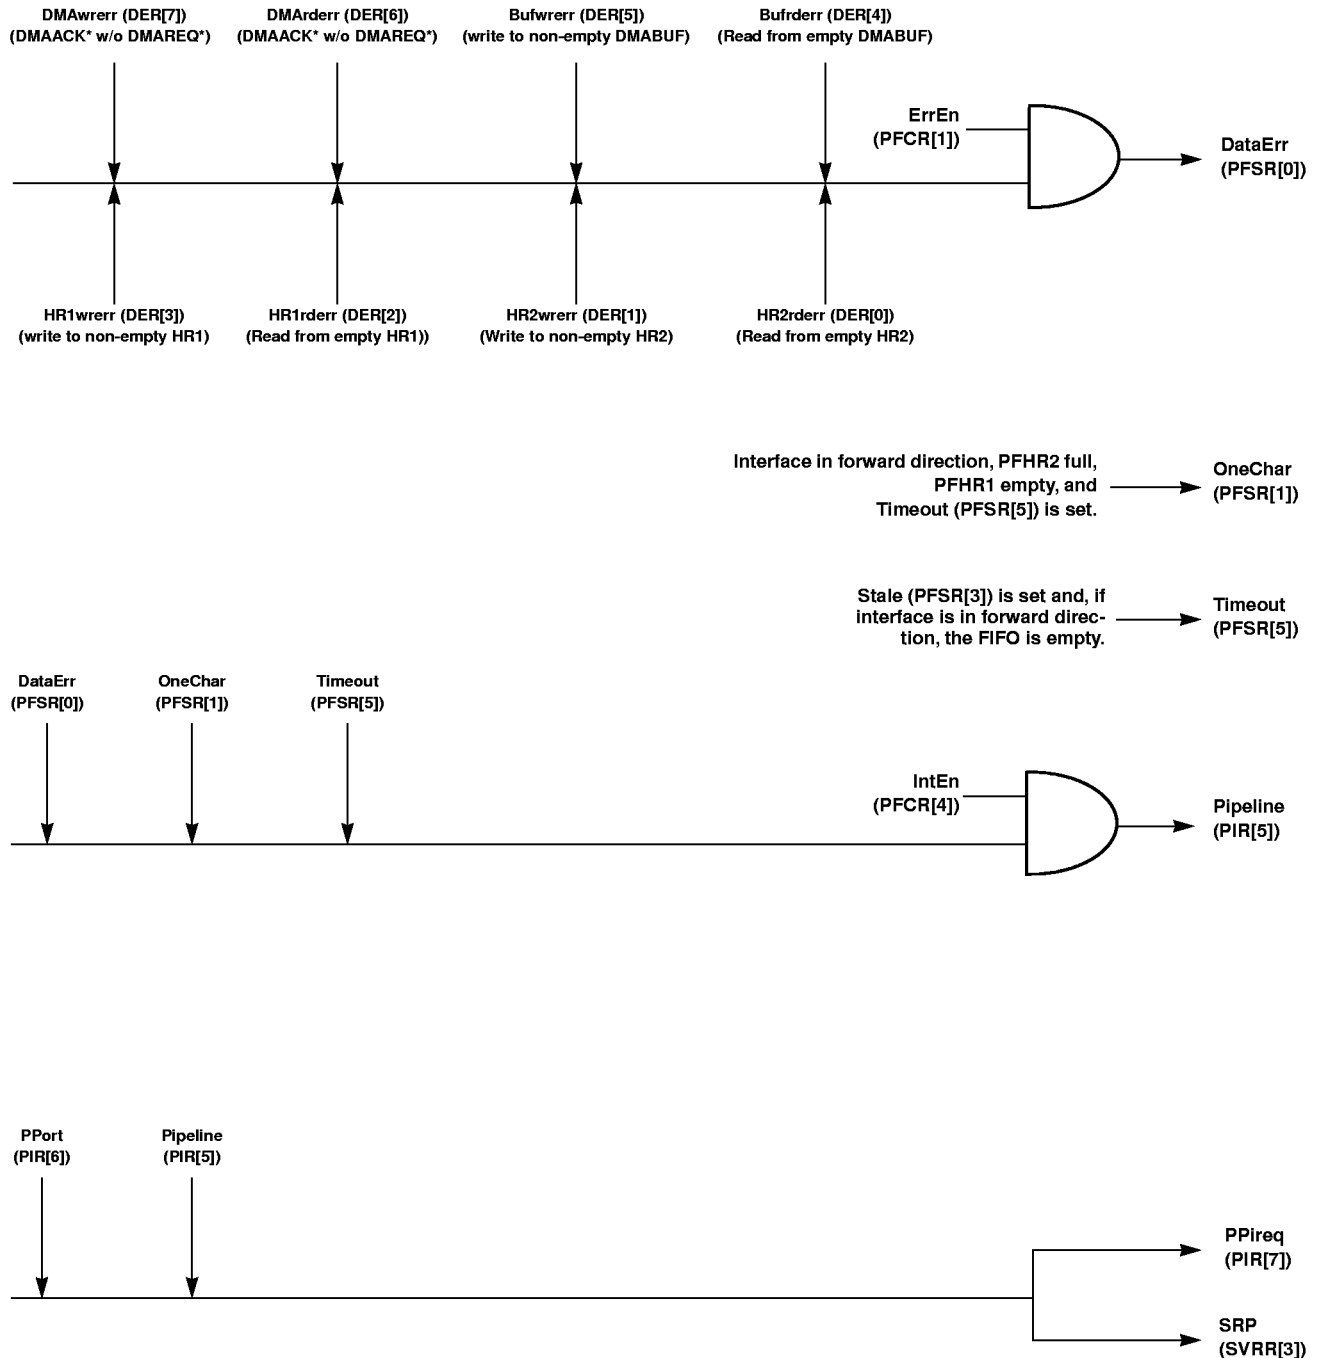 DMAwrerr (DER[7])
(DMAACK* w/o DMAREQ*)
DMArderr (DER[6])
(DMAACK* w/o DMAREQ*)
Bufwrerr (DER[5])
(write to non-empty DMABUF)
Bufrderr (DER[4])
(Read from empty DMABUF)
ErrEn
(PFCR[1])
DataErr
(PFSR[0])
HR1wrerr (DER[3])
(write to non-empty HR1)
HR1rderr (DER[2])
(Read from empty HR1))
HR2wrerr (DER[1])
(Write to non-empty HR2)
HR2rderr (DER[0])
(Read from empty HR2)
Interface in forward direction, PFHR2 full,
PFHR1 empty, and
Timeout (PFSR[5]) is set.
OneChar
(PFSR[1])
Stale (PFSR[3]) is set and, if
interface is in forward direc-
tion, the FIFO is empty.
Timeout
(PFSR[5])
DataErr
(PFSR[0])
OneChar
(PFSR[1])
Timeout
(PFSR[5])
IntEn
(PFCR[4])
Pipeline
(PIR[5])
PPort
(PIR[6])
Pipeline
(PIR[5])
PPireq
(PIR[7])
SRP
(SVRR[3])